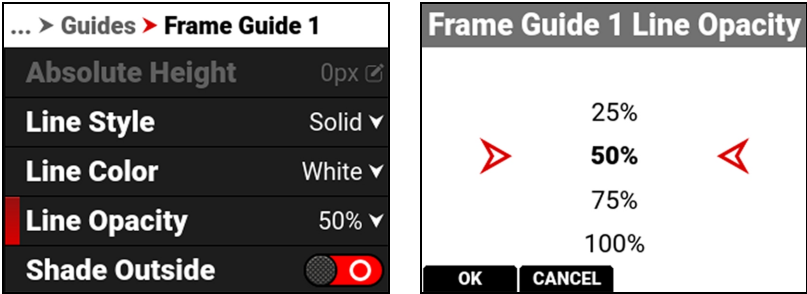 ... > Guides > Frame Guide 1
Absolute Height 0px
Line Style Solid
Line Color White
Line Opacity 50%
Shade Outside
Frame Guide 1 Line Opacity
25%
50%
75%
100%
OK CANCEL